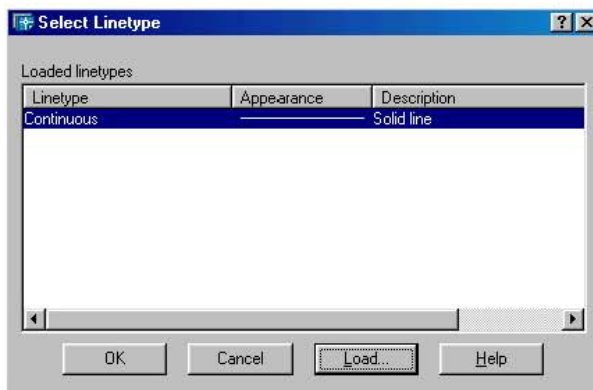 Select Linetype
Loaded linetypes
Linetype Appearance Description
Continuous Solid line
OK Cancel Load... Help